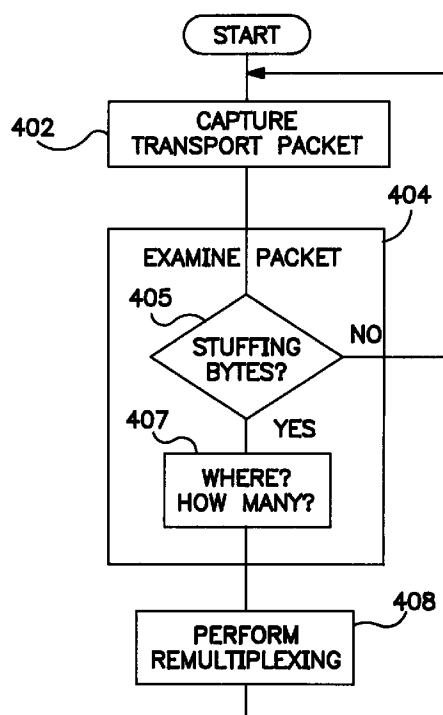 START
402
CAPTURE
TRANSPORT PACKET
404
EXAMINE PACKET
405
STUFFING
BYTES?
NO
YES
407
WHERE?
HOW MANY?
408
PERFORM
REMULTIPLEXING